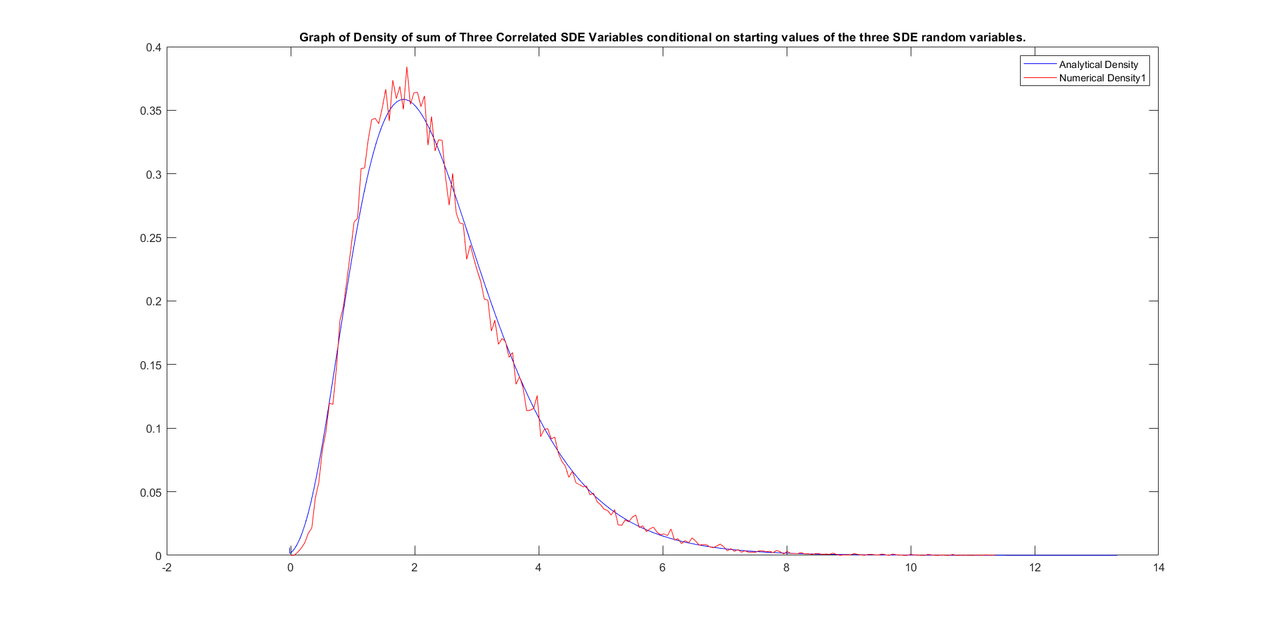 Graph of Density of sum of Three Correlated SDE Variables conditional on starting values of the three SDE random variables.
Analytical Density
Numerical Density1
0.4
0.35
0.3
0.25
0.2
0.15
0.1
0.05
0
-2 0 2 4 6 8 10 12 14